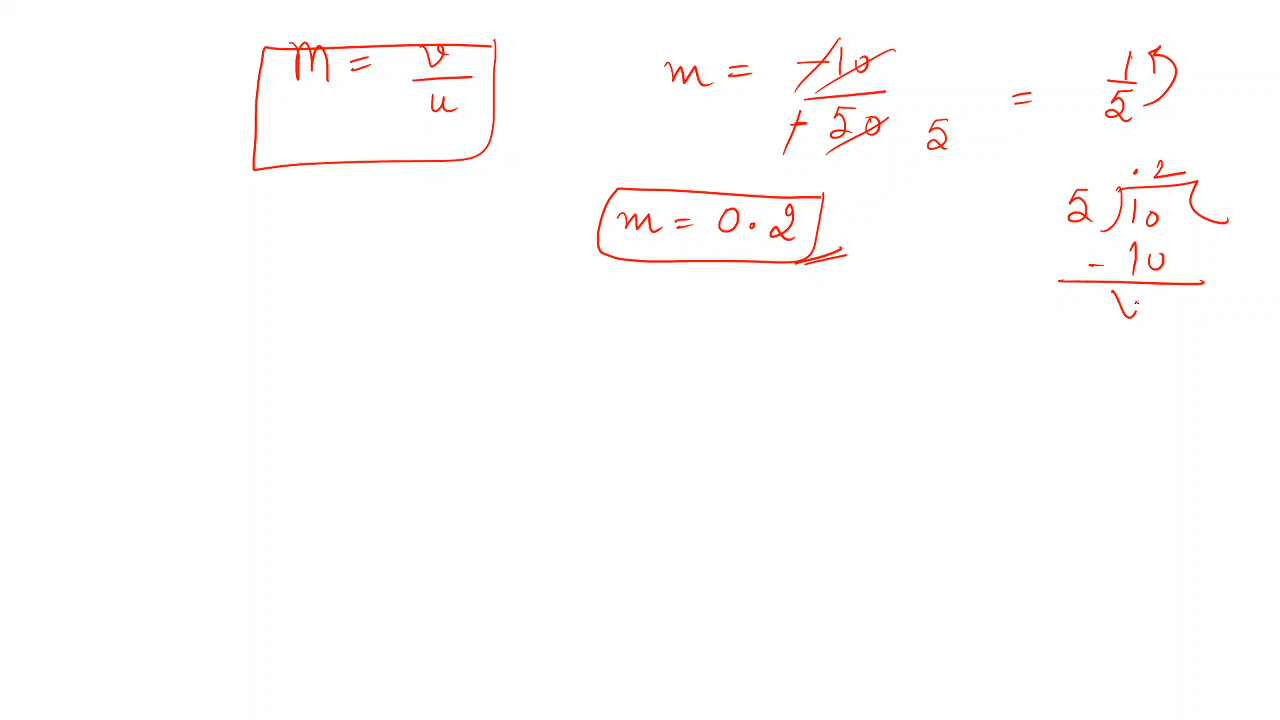 m = v/u
m = -10/-50 5 = 1/5
m = 0.2
.2
5)10
- 10